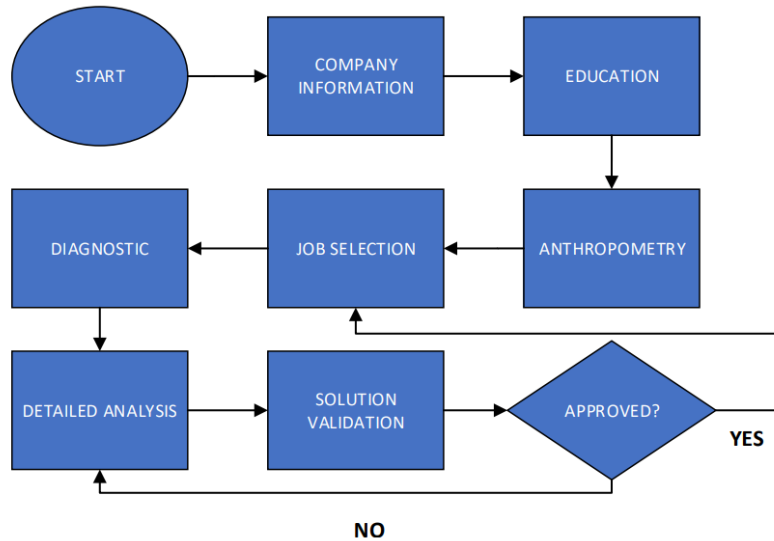 START
COMPANY
INFORMATION
EDUCATION
DIAGNOSTIC
JOB SELECTION
ANTHROPOMETRY
DETAILED ANALYSIS
SOLUTION
VALIDATION
APPROVED?
YES
NO